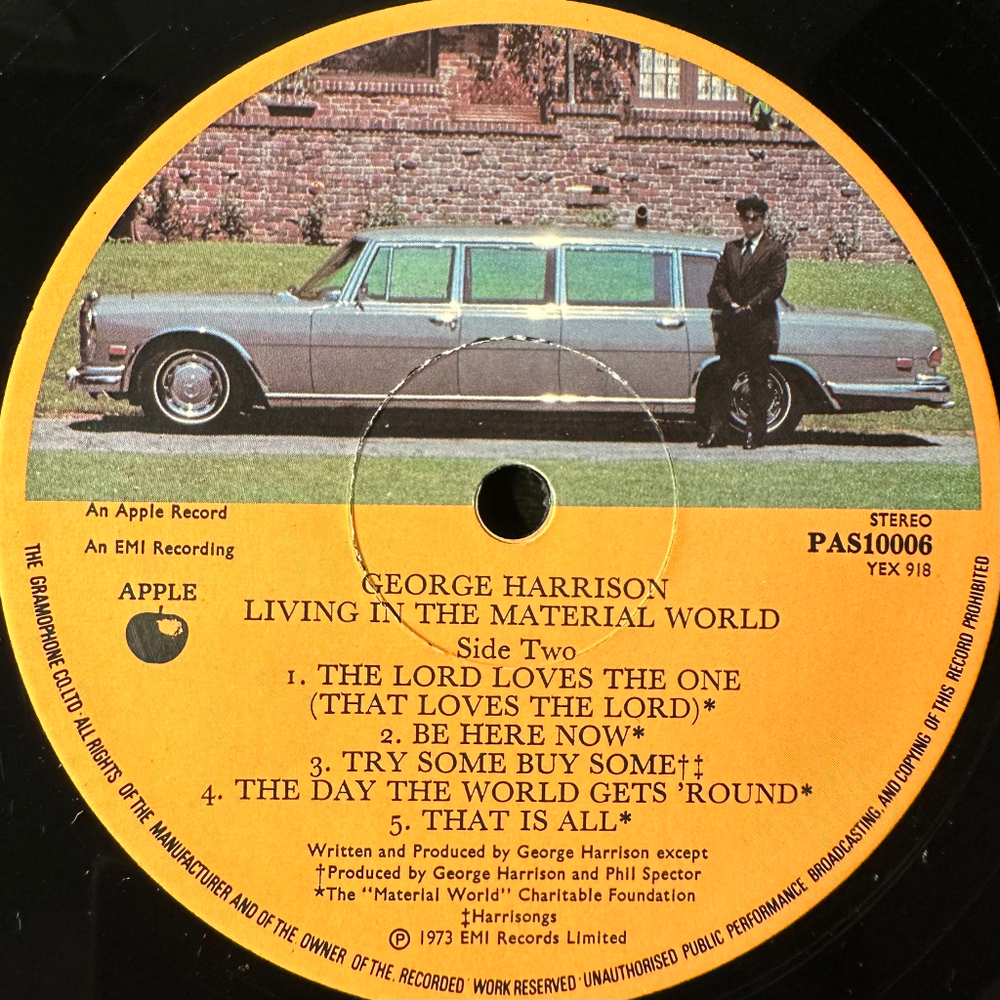 An Apple Record
An EMI Recording
APPLE
STEREO
PAS10006
YEX 918
GEORGE HARRISON
LIVING IN THE MATERIAL WORLD
Side Two
1. THE LORD LOVES THE ONE
(THAT LOVES THE LORD)*
2. BE HERE NOW*
3. TRY SOME BUY SOME†‡
4. THE DAY THE WORLD GETS 'ROUND*
5. THAT IS ALL*
Written and Produced by George Harrison except
†Produced by George Harrison and Phil Spector
*The "Material World" Charitable Foundation
‡Harrisongs
Ⓟ 1973 EMI Records Limited
THE GRAMOPHONE CO.LTD·ALL RIGHTS OF THE MANUFACTURER AND OF THE OWNER OF THE RECORDED WORK RESERVED·UNAUTHORISED PUBLIC PERFORMANCE BROADCASTING AND COPYING OF THIS RECORD PROHIBITED